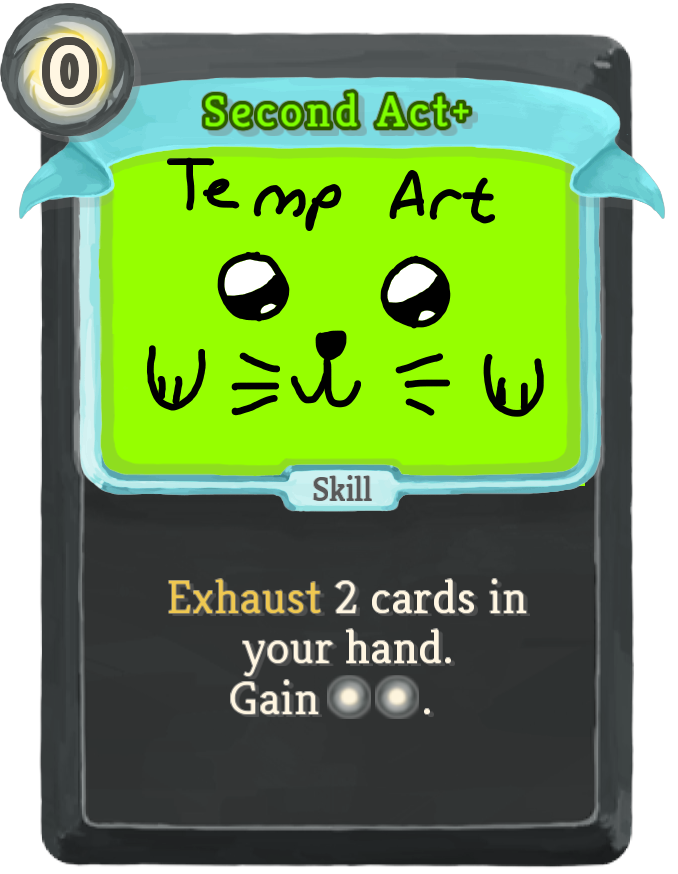 0
Second Act+
Temp Art
Skill
Exhaust 2 cards in
your hand.
Gain .